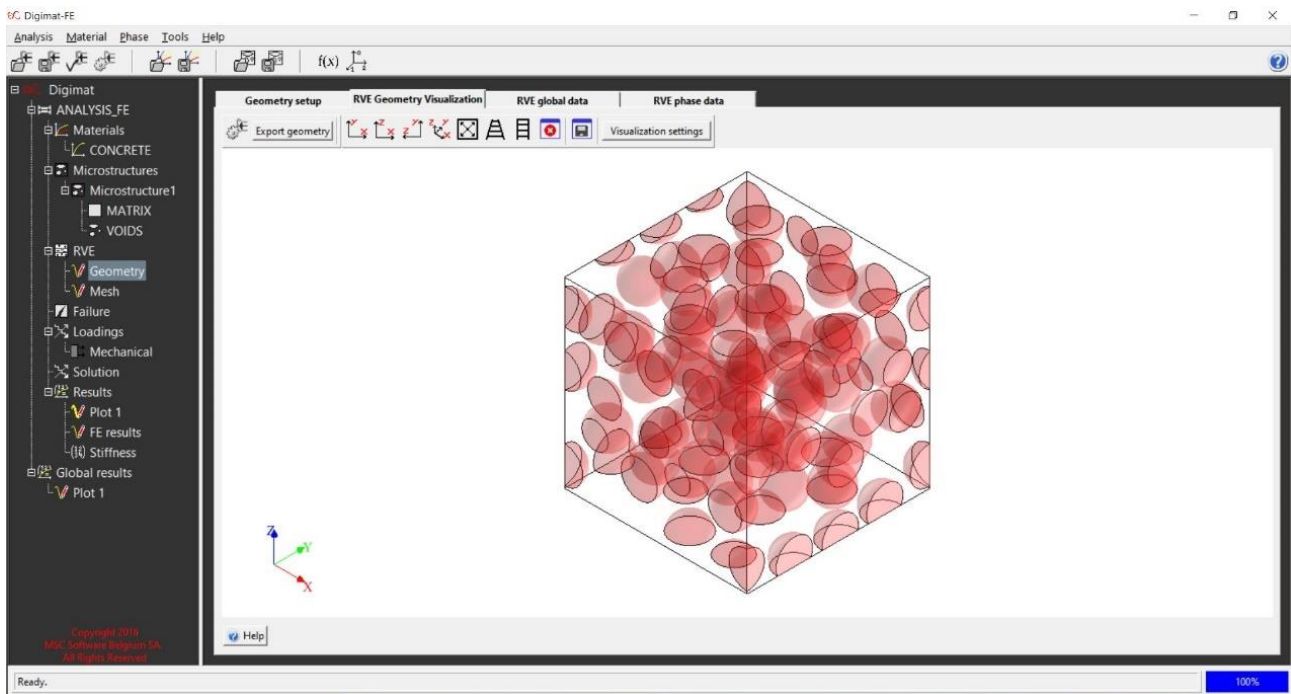 Digimat-FE
Analysis Material Phase Tools Help
f(x)
Digimat
ANALYSIS_FE
Materials
CONCRETE
Microstructures
Microstructure1
MATRIX
VOIDS
RVE
Geometry
Mesh
Failure
Loadings
Mechanical
Solution
Results
Plot 1
FE results
Stiffness
Global results
Plot 1
Copyright 2018
MSC Software Belgium SA.
All Rights Reserved
Geometry setup RVE Geometry Visualization RVE global data RVE phase data
Export geometry Visualization settings
Z
Y
X
Help
Ready. 100%